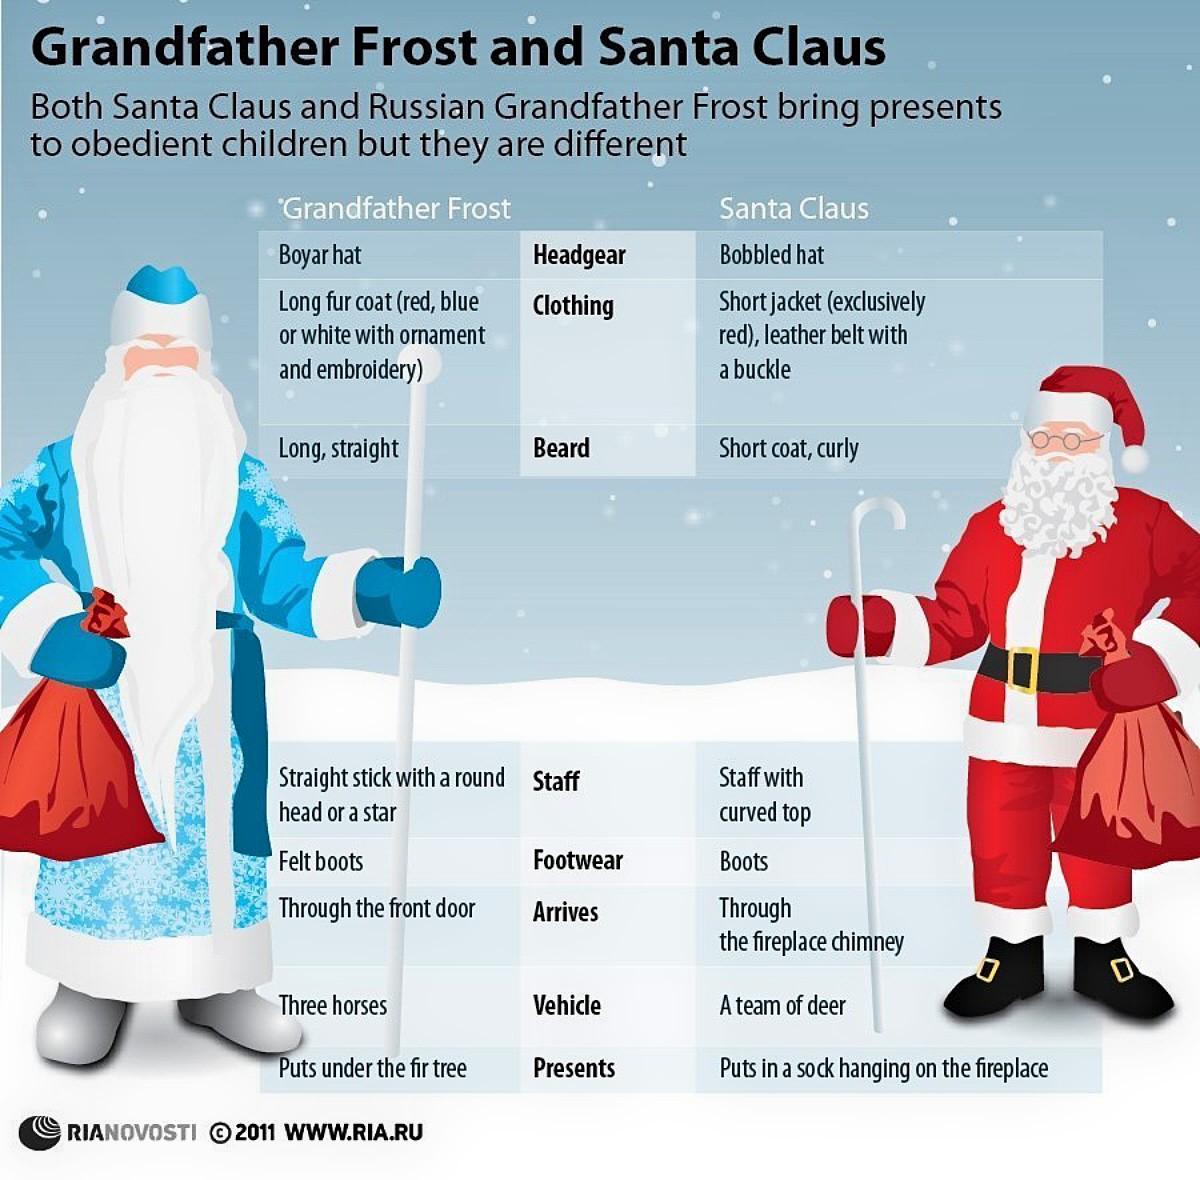 Grandfather Frost and Santa Claus
Both Santa Claus and Russian Grandfather Frost bring presents
to obedient children but they are different
Grandfather Frost Santa Claus
Boyar hat Headgear Bobbled hat
Long fur coat (red, blue Clothing Short jacket (exclusively
or white with ornament red), leather belt with
and embroidery) a buckle
Long, straight Beard Short coat, curly
Straight stick with a round Staff Staff with
head or a star curved top
Felt boots Footwear Boots
Through the front door Arrives Through
the fireplace chimney
Three horses Vehicle A team of deer
Puts under the fir tree Presents Puts in a sock hanging on the fireplace
RIANOVOSTI © 2011 WWW.RIA.RU